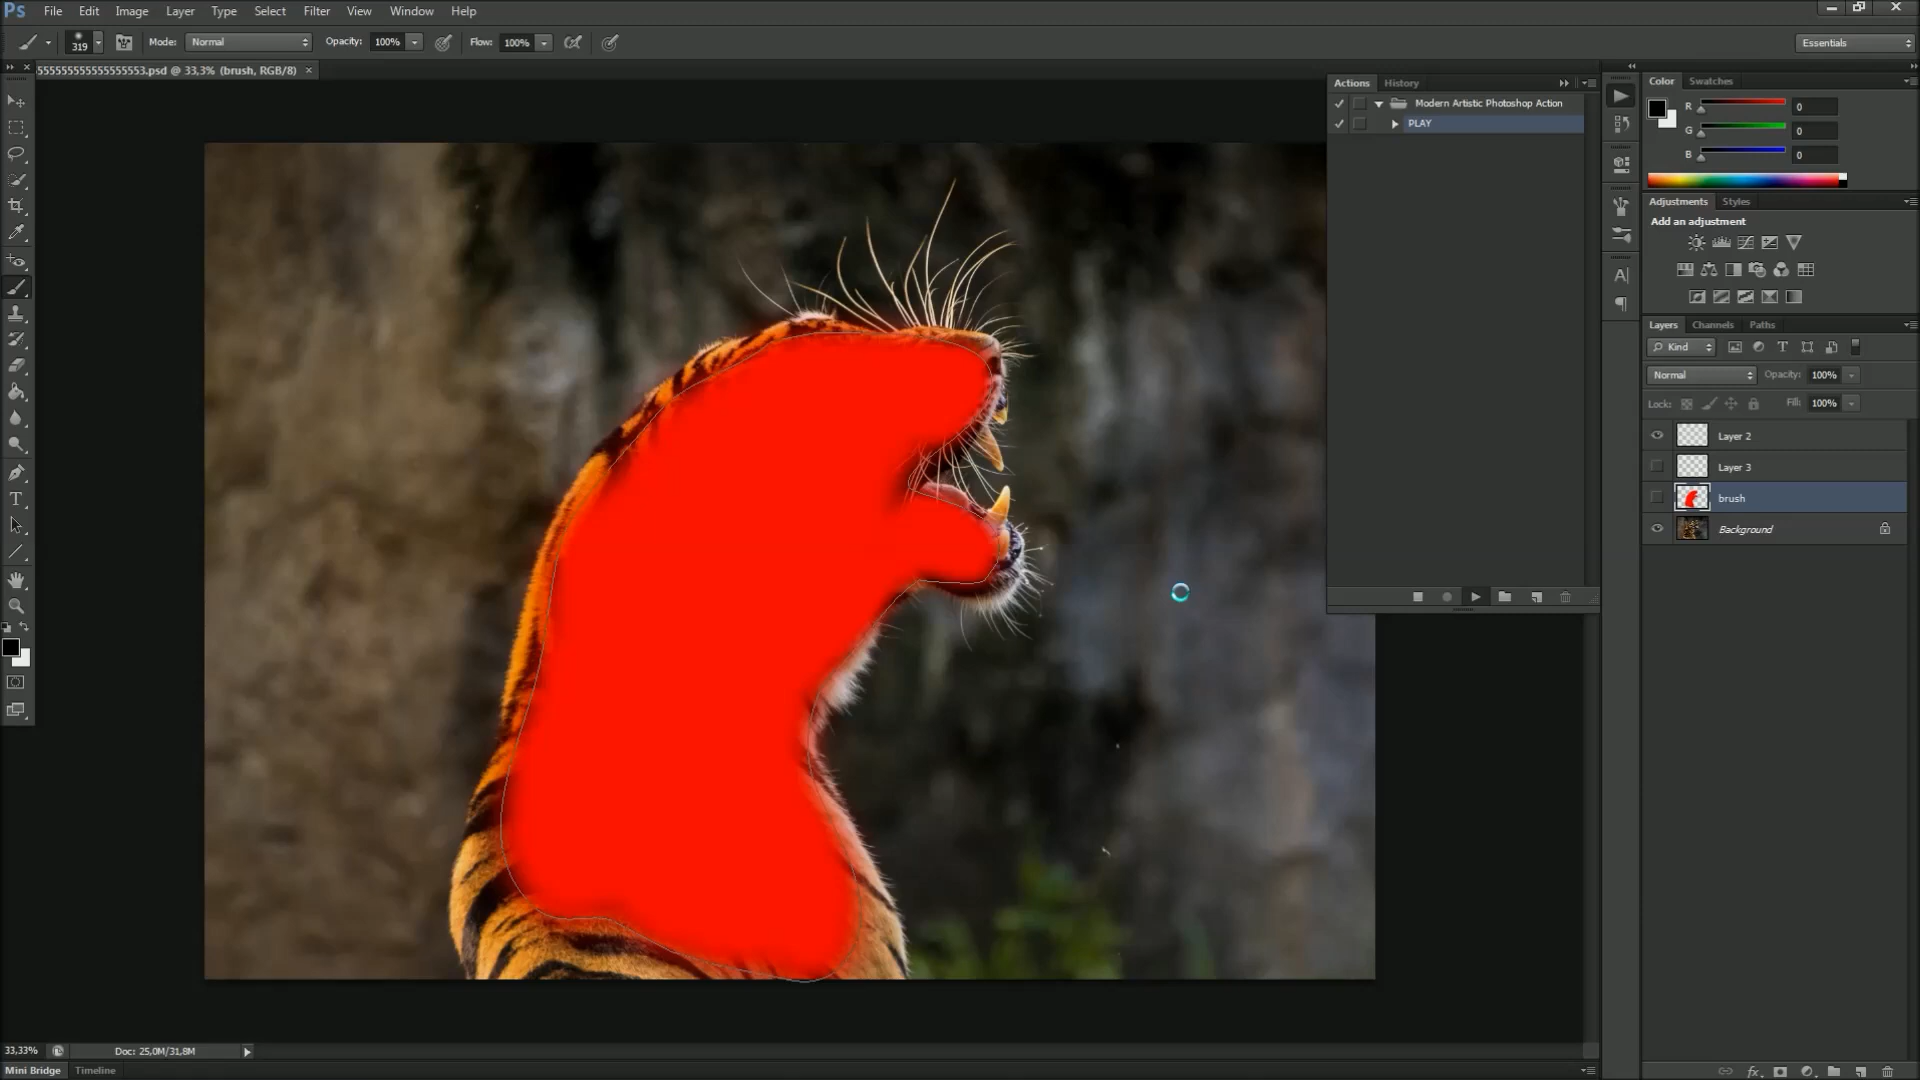 Ps File Edit Image Layer Type Select Filter View Window Help
319 Mode: Normal Opacity: 100% Flow: 100% Essentials
555555555555555553.psd @ 33,3% (brush, RGB/8) ×
Actions History
Modern Artistic Photoshop Action
PLAY
Color Swatches
R 0
G 0
B 0
Adjustments Styles
Add an adjustment
Layers Channels Paths
Kind
Normal Opacity: 100%
Lock: Fill: 100%
Layer 2
Layer 3
brush
Background
33,33% Doc: 25,0M/31,8M
Mini Bridge Timeline